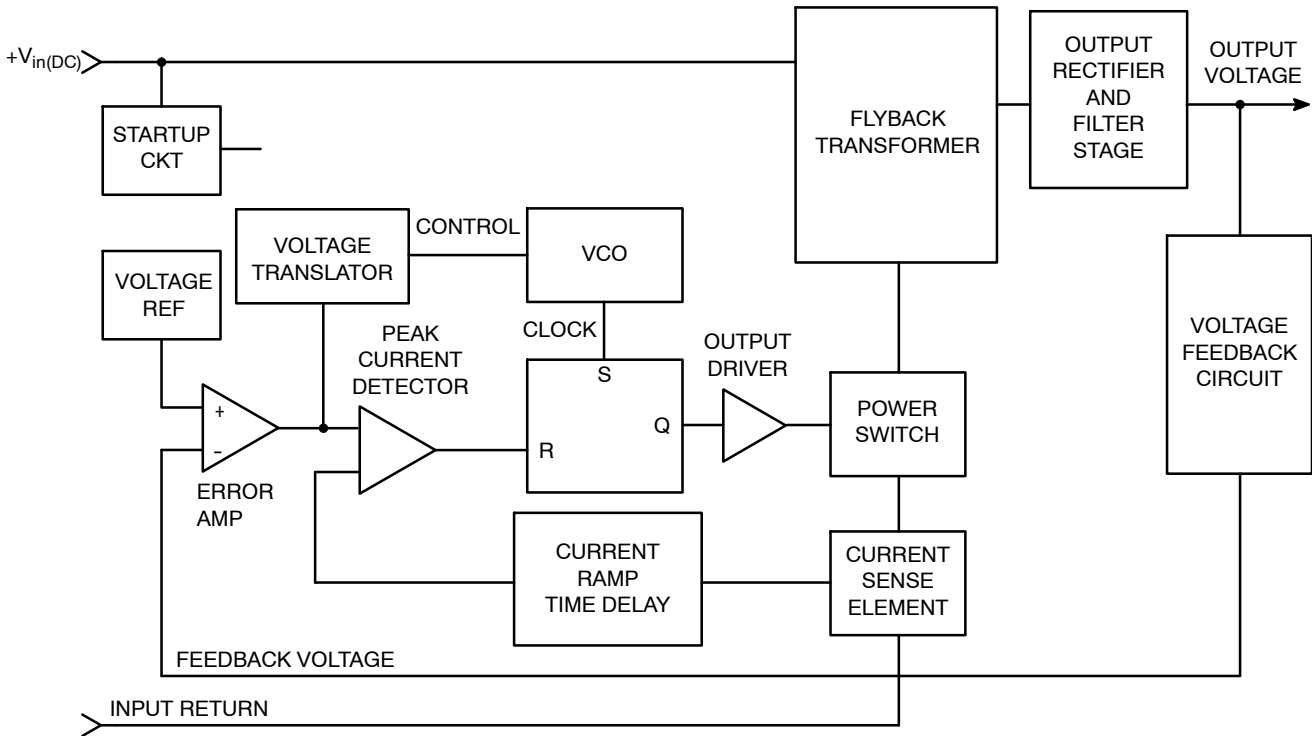 +Vin(DC)
STARTUP
CKT
FLYBACK
TRANSFORMER
OUTPUT
RECTIFIER
AND
FILTER
STAGE
OUTPUT
VOLTAGE
VOLTAGE
REF
VOLTAGE
TRANSLATOR
CONTROL
VCO
CLOCK
PEAK
CURRENT
DETECTOR
+
−
ERROR
AMP
S
R
Q
OUTPUT
DRIVER
POWER
SWITCH
VOLTAGE
FEEDBACK
CIRCUIT
CURRENT
RAMP
TIME DELAY
CURRENT
SENSE
ELEMENT
FEEDBACK VOLTAGE
INPUT RETURN